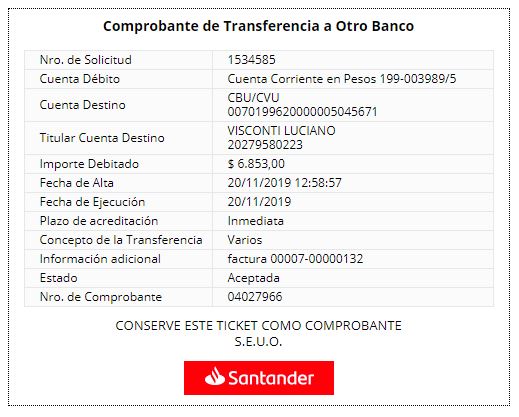 Comprobante de Transferencia a Otro Banco
Nro. de Solicitud 1534585
Cuenta Débito Cuenta Corriente en Pesos 199-003989/5
Cuenta Destino CBU/CVU
0070199620000005045671
Titular Cuenta Destino VISCONTI LUCIANO
20279580223
Importe Debitado $ 6.853,00
Fecha de Alta 20/11/2019 12:58:57
Fecha de Ejecución 20/11/2019
Plazo de acreditación Inmediata
Concepto de la Transferencia Varios
Información adicional factura 00007-00000132
Estado Aceptada
Nro. de Comprobante 04027966
CONSERVE ESTE TICKET COMO COMPROBANTE
S.E.U.O.
Santander